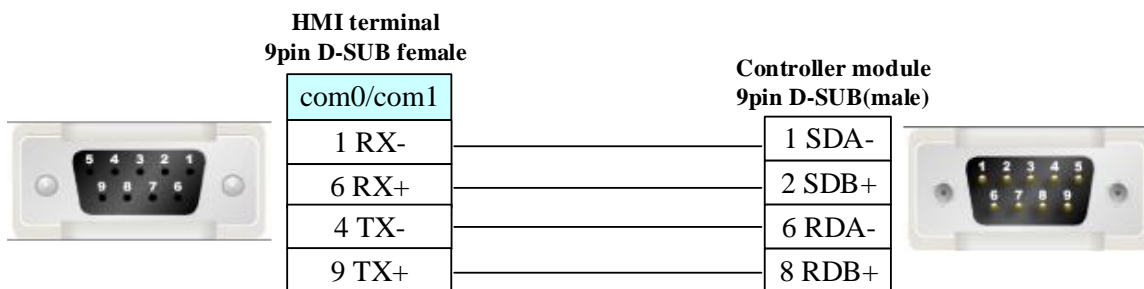 HMI terminal
9pin D-SUB female
Controller module
9pin D-SUB(male)
com0/com1
1 RX-
1 SDA-
6 RX+
2 SDB+
4 TX-
6 RDA-
9 TX+
8 RDB+
5 4 3 2 1
9 8 7 6
1 2 3 4 5
6 7 8 9